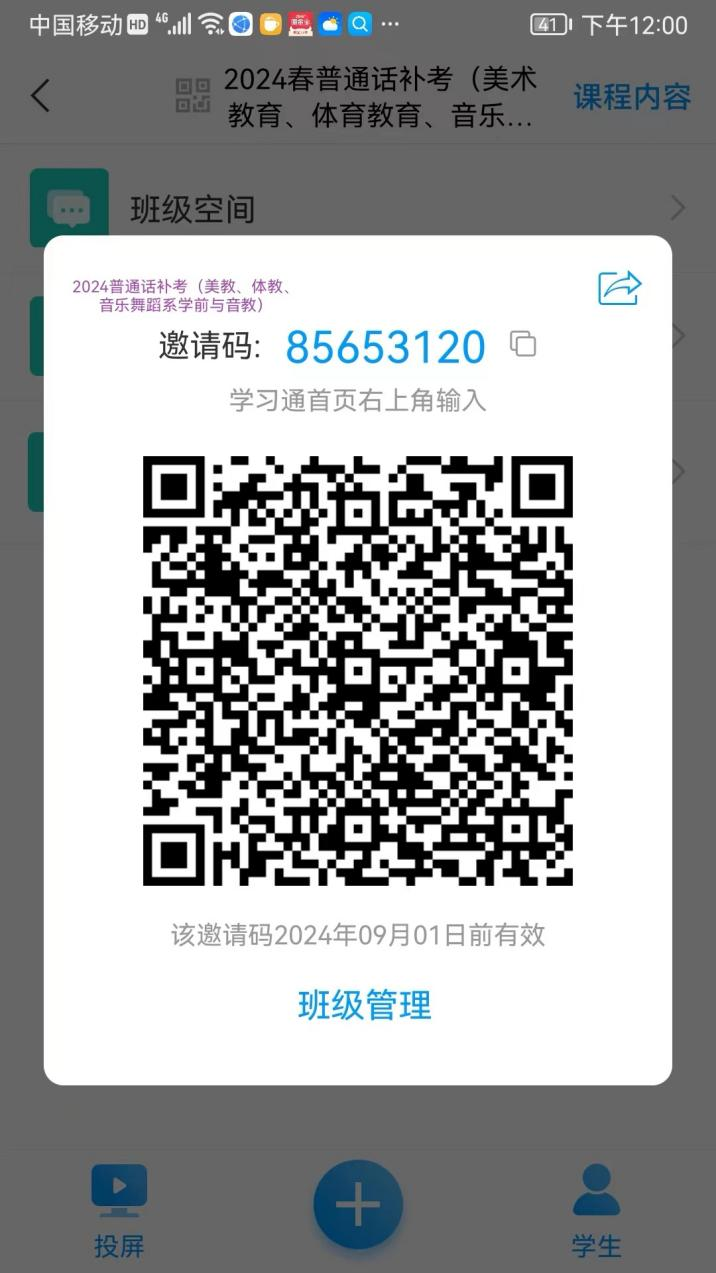 中国移动 HD 4G 41 下午12:00
2024春普通话补考（美术
教育、体育教育、音乐...
课程内容
班级空间
2024普通话补考（美教、体教、
音乐舞蹈系学前与音教）
邀请码: 85653120
学习通首页右上角输入
该邀请码2024年09月01日前有效
班级管理
投屏
学生